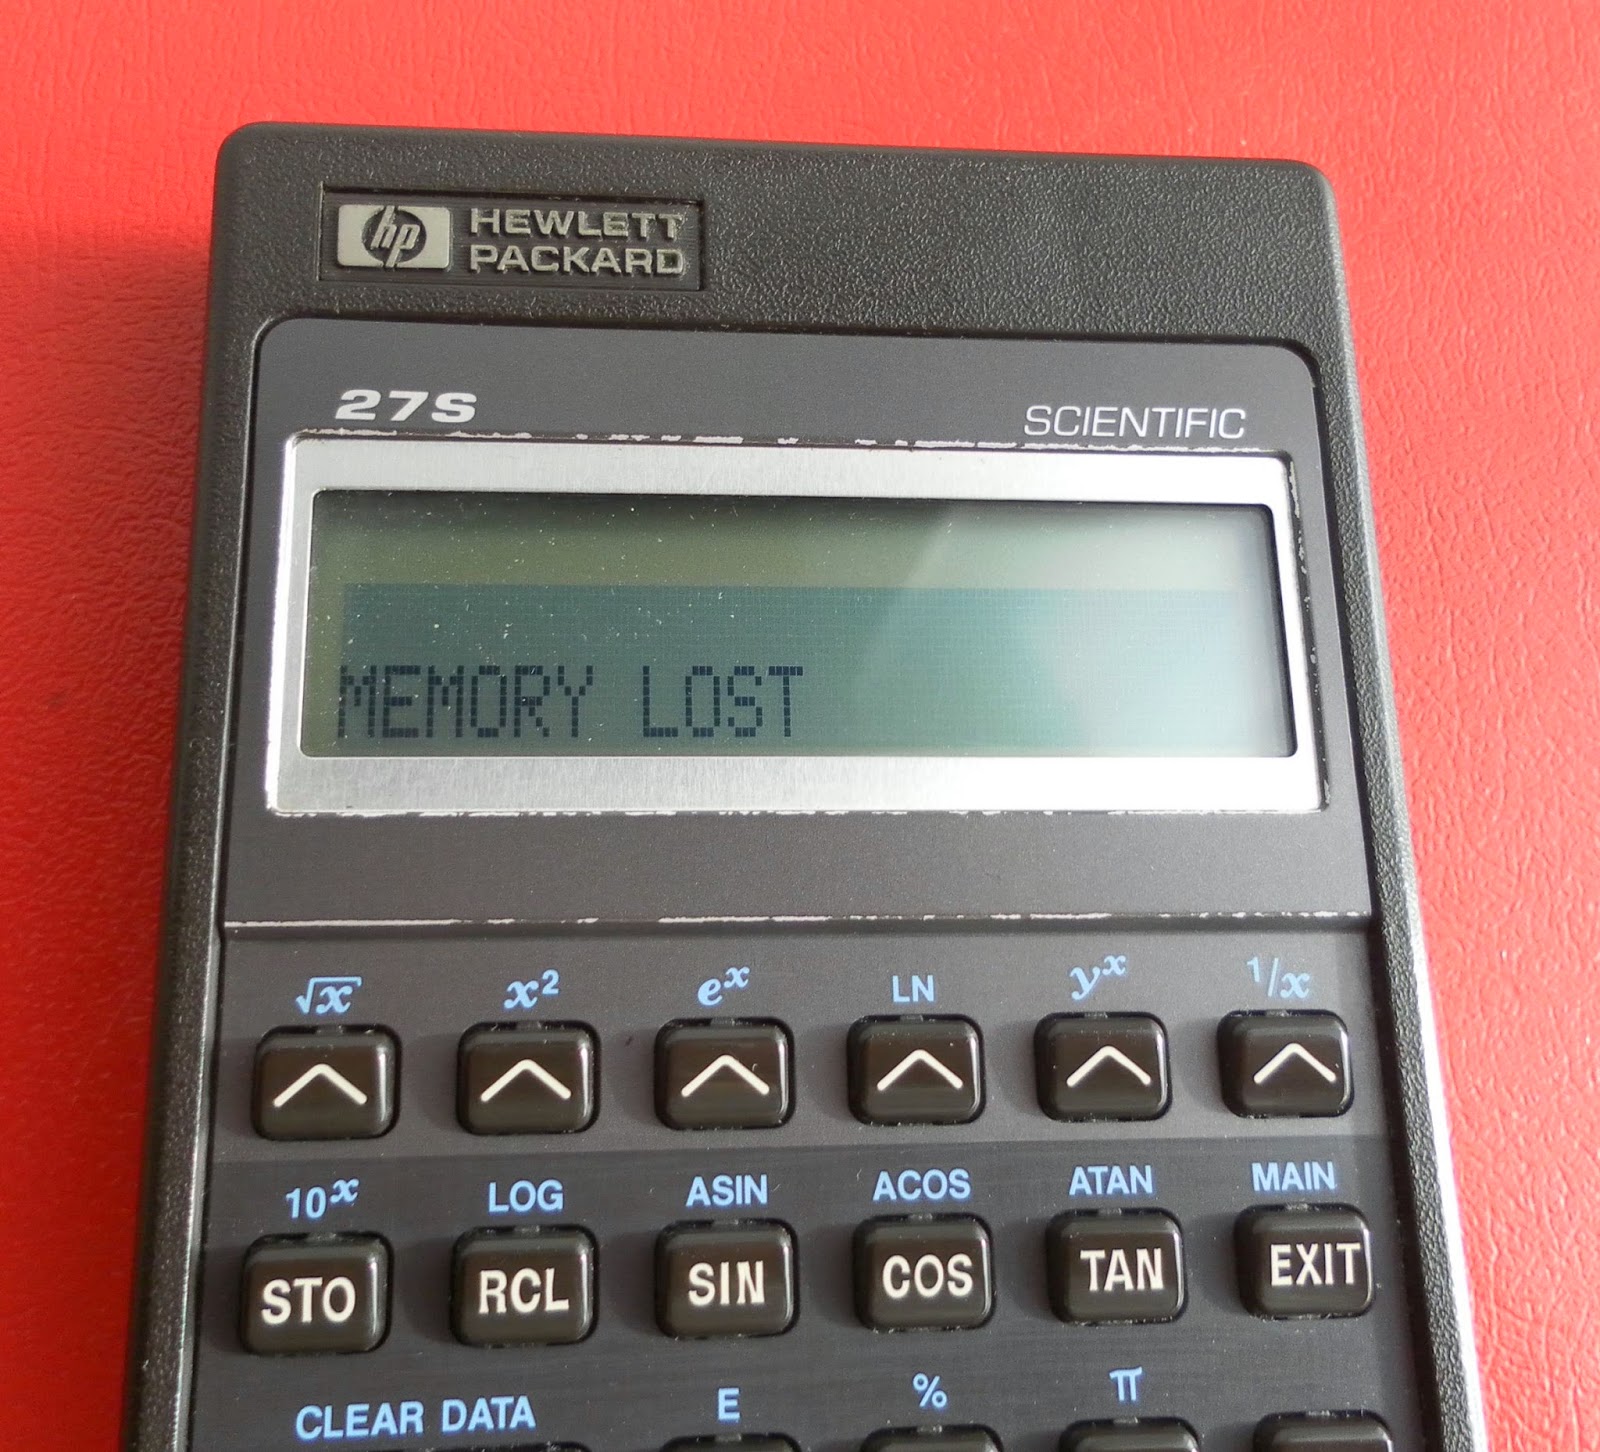 hp HEWLETT
PACKARD
27S SCIENTIFIC
MEMORY LOST
√x x² eˣ LN yˣ 1/x
10ˣ LOG ASIN ACOS ATAN MAIN
STO RCL SIN COS TAN EXIT
CLEAR DATA E % π